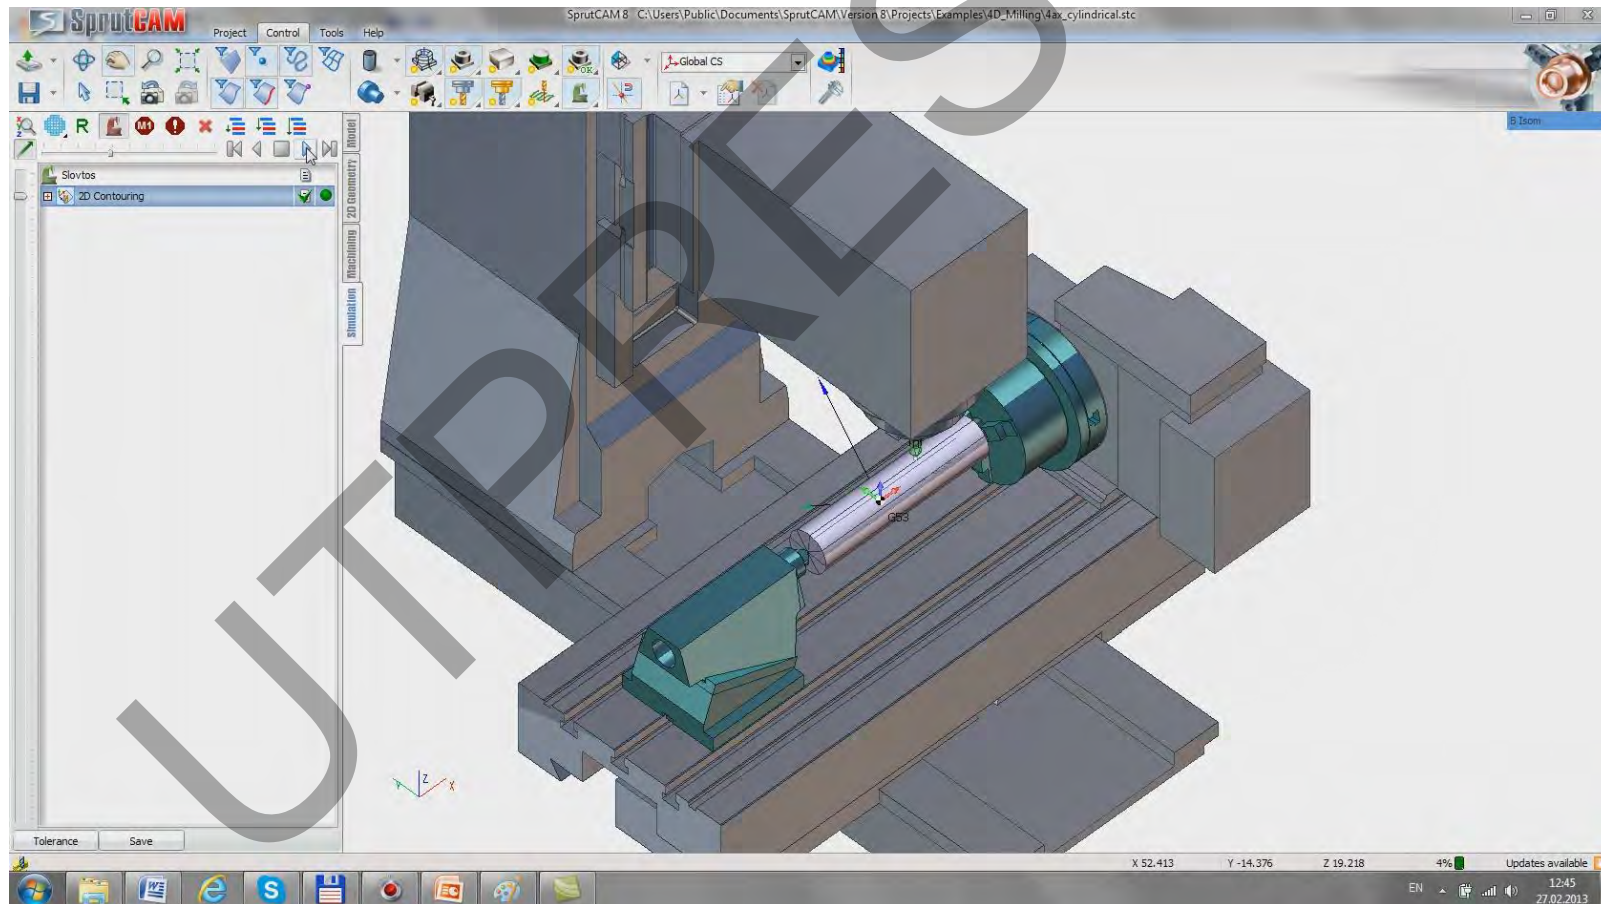 SprutCAM
SprutCAM 8 C:\Users\Public\Documents\SprutCAM\Version 8\Projects\Examples\4D_Milling\4ax_cylindrical.stc
Project Control Tools Help
Global CS
OK
R
M1
Slovtos
2D Contouring
Model
2D Geometry
Machining
Simulation
B Isom
G53
Z
X
Y
Tolerance Save
X 52.413 Y -14.376 Z 19.218 4% Updates available
EN
12:45
27.02.2013
UTPRES